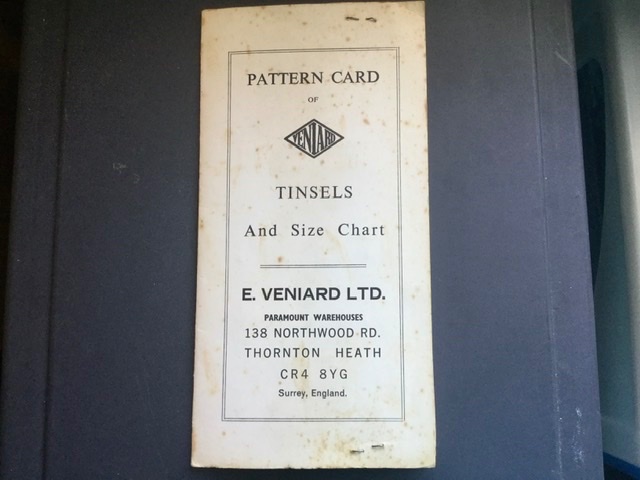 PATTERN CARD
OF
VENIARD
TINSELS
And Size Chart
E. VENIARD LTD.
PARAMOUNT WAREHOUSES
138 NORTHWOOD RD.
THORNTON HEATH
CR4 8YG
Surrey, England.